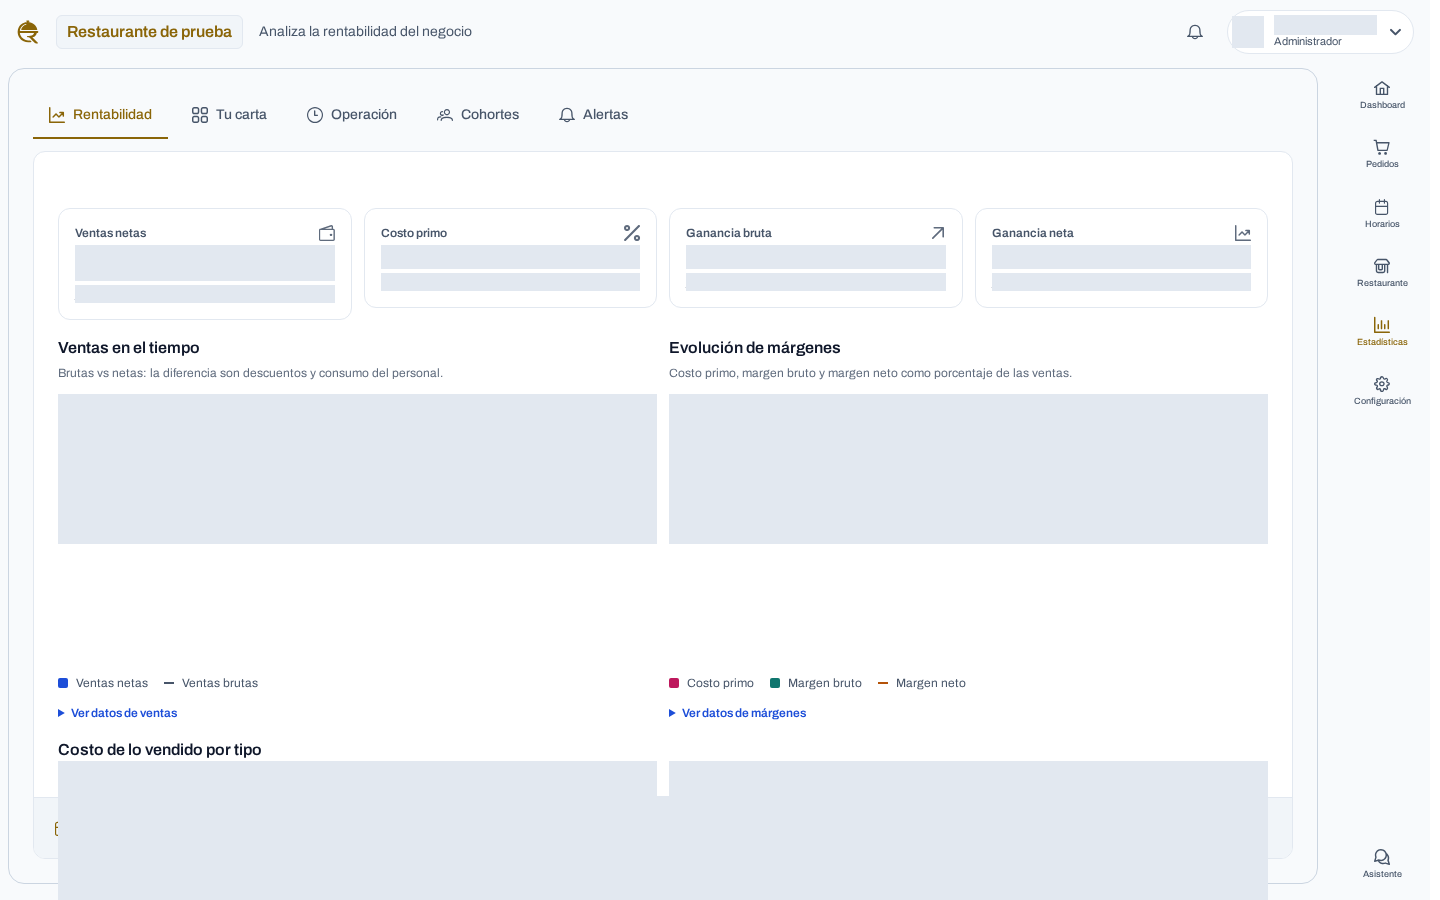 Restaurante de prueba
Analiza la rentabilidad del negocio
Administrador
Rentabilidad
Tu carta
Operación
Cohortes
Alertas
Dashboard
Pedidos
Horarios
Restaurante
Estadísticas
Configuración
Asistente
Ventas netas
Costo primo
Ganancia bruta
Ganancia neta
Ventas en el tiempo
Brutas vs netas: la diferencia son descuentos y consumo del personal.
Ventas netas
Ventas brutas
Ver datos de ventas
Evolución de márgenes
Costo primo, margen bruto y margen neto como porcentaje de las ventas.
Costo primo
Margen bruto
Margen neto
Ver datos de márgenes
Costo de lo vendido por tipo